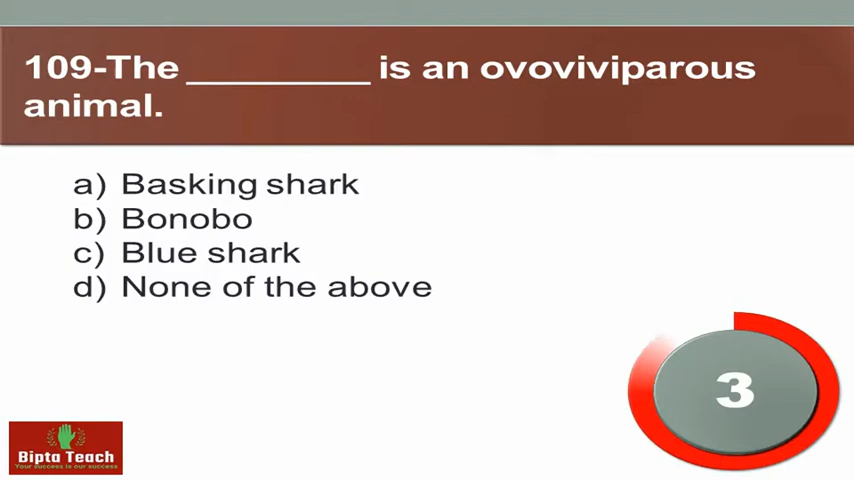 109-The __________ is an ovoviviparous
animal.
a) Basking shark
b) Bonobo
c) Blue shark
d) None of the above
3
Bipta Teach
Your success is our success